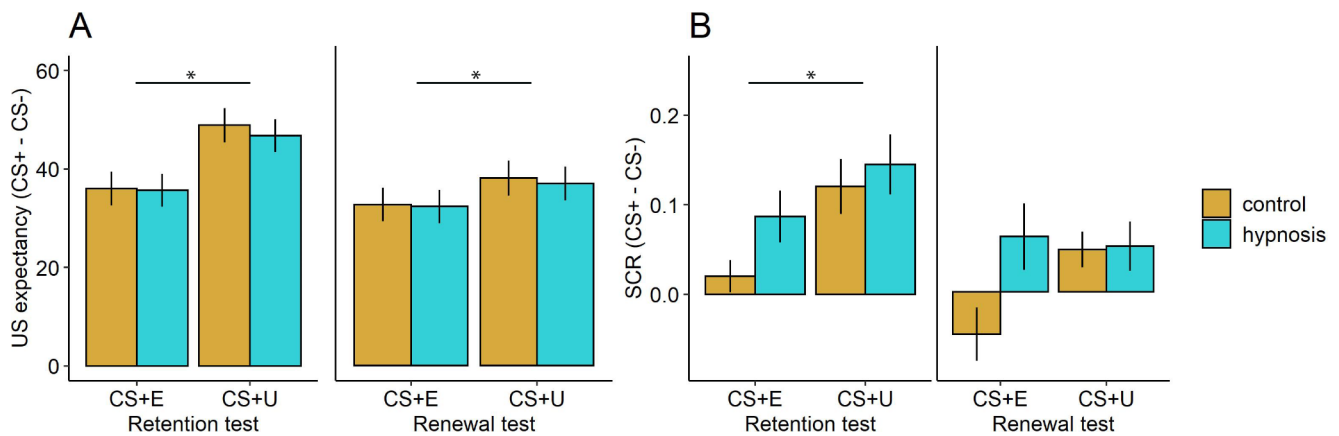 A
US expectancy (CS+ - CS-)
60
40
20
0
*
CS+E
CS+U
Retention test
*
CS+E
CS+U
Renewal test
B
SCR (CS+ - CS-)
0.2
0.1
0.0
*
CS+E
CS+U
Retention test
CS+E
CS+U
Renewal test
control
hypnosis